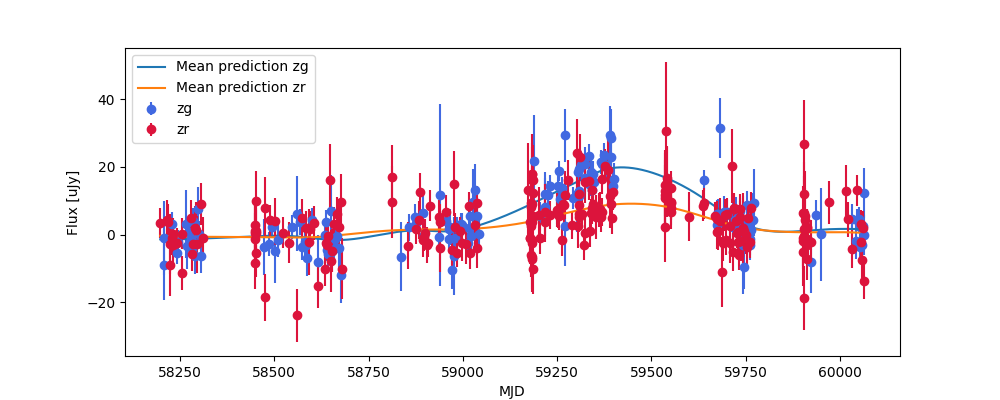 Mean prediction zg
Mean prediction zr
zg
zr
Flux [uJy]
40
20
0
−20
58250 58500 58750 59000 59250 59500 59750 60000
MJD